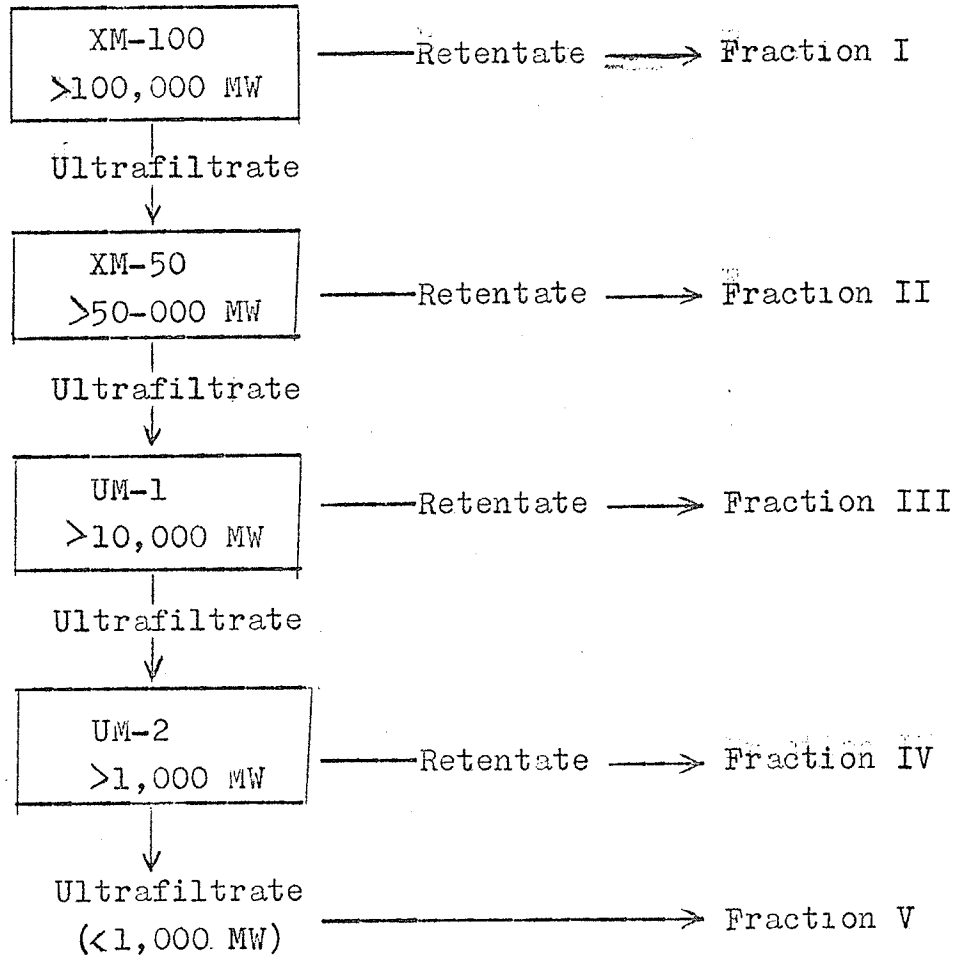 XM-100
>100,000 MW
Retentate
Fraction I
Ultrafiltrate
XM-50
>50-000 MW
Retentate
Fraction II
Ultrafiltrate
UM-1
>10,000 MW
Retentate
Fraction III
Ultrafiltrate
UM-2
>1,000 MW
Retentate
Fraction IV
Ultrafiltrate
(<1,000 MW)
Fraction V